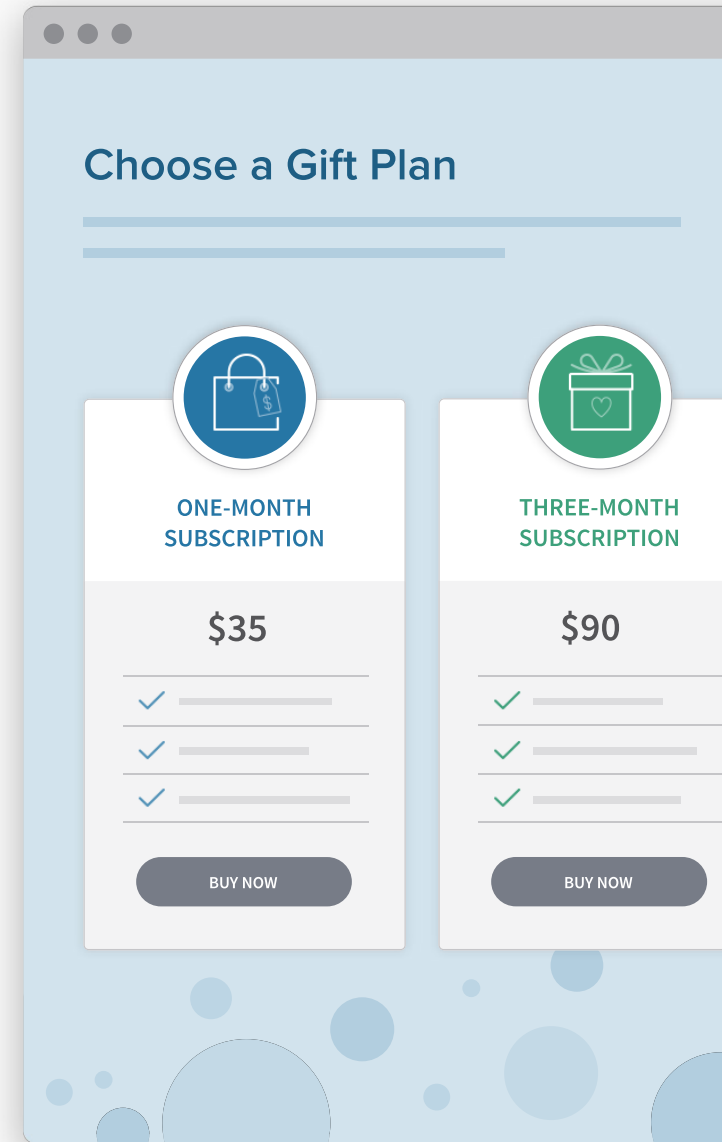 Choose a Gift Plan
$
ONE-MONTH
SUBSCRIPTION
$35
BUY NOW
THREE-MONTH
SUBSCRIPTION
$90
BUY NOW